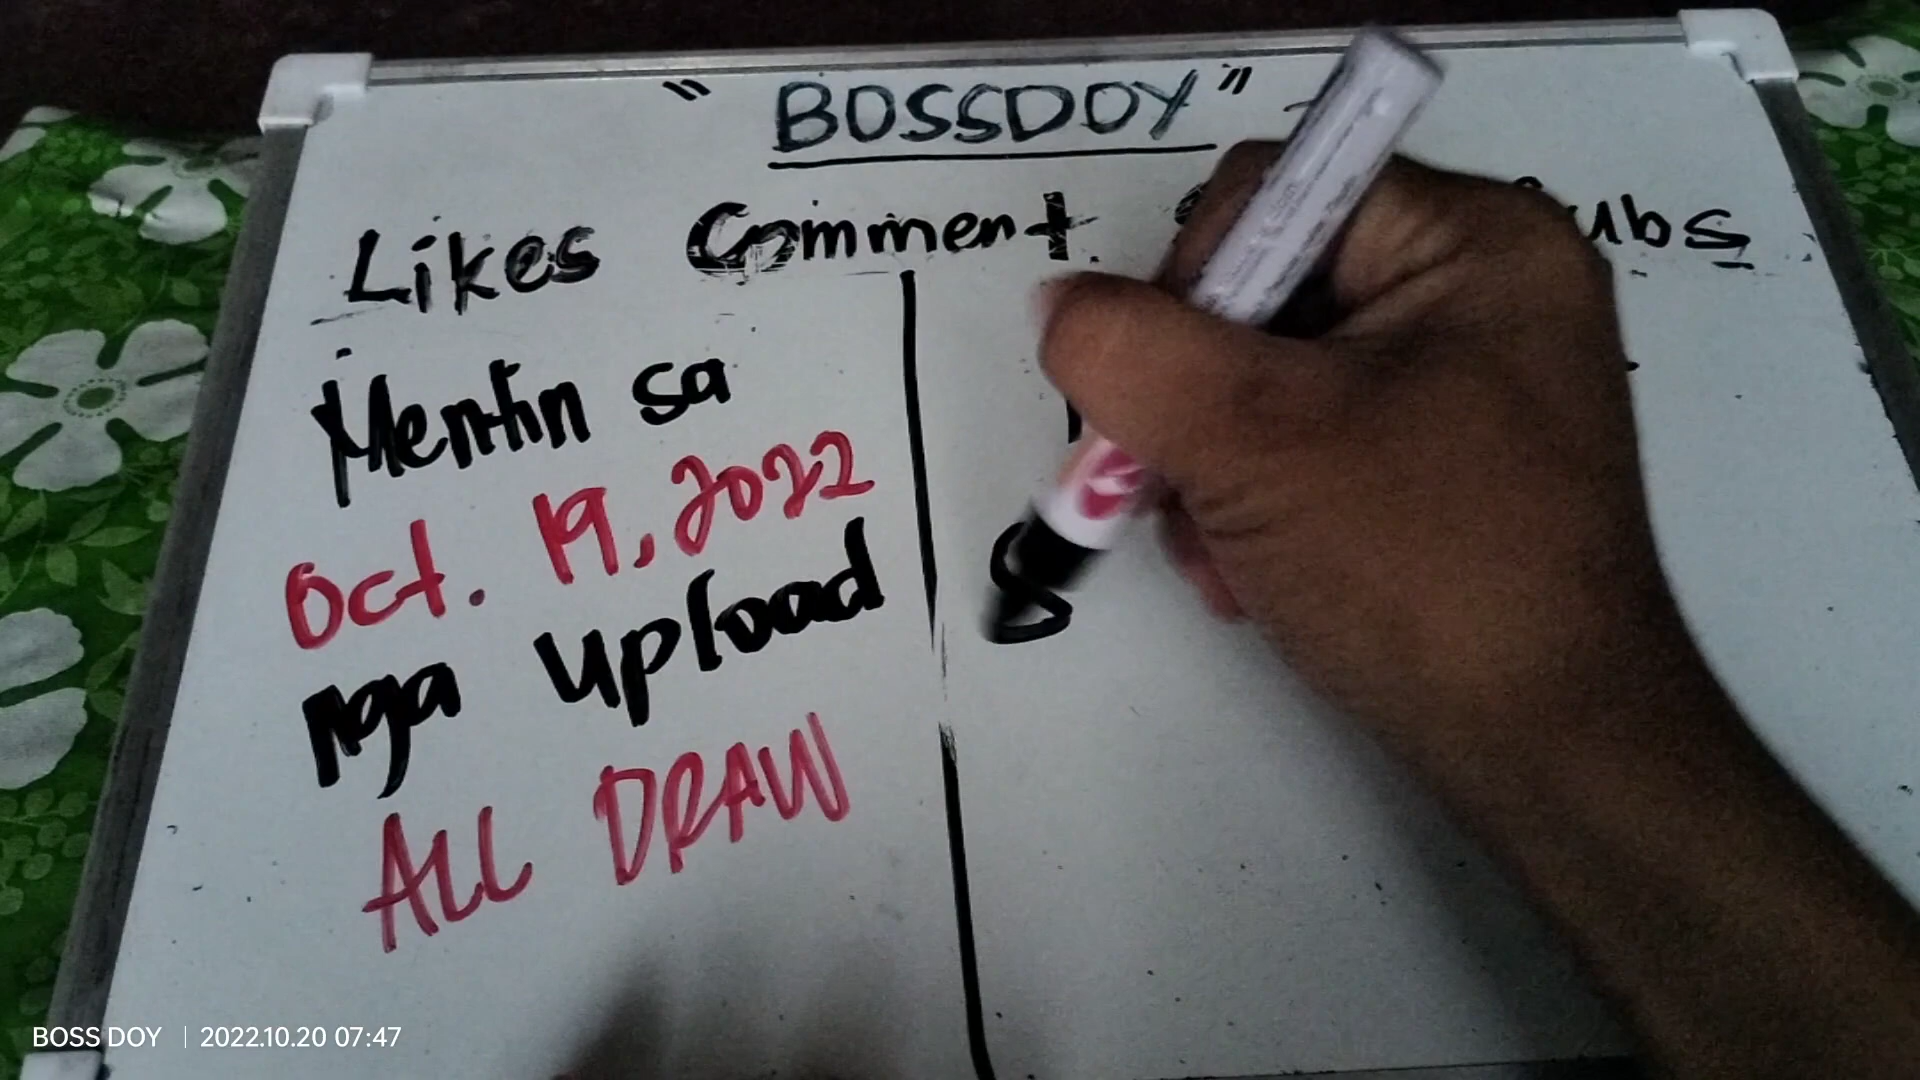 "BOSSDOY"
Likes Comment ubs
Mentin sa
Oct. 19, 2022
nga upload
ALL DRAW
S
BOSS DOY | 2022.10.20 07:47